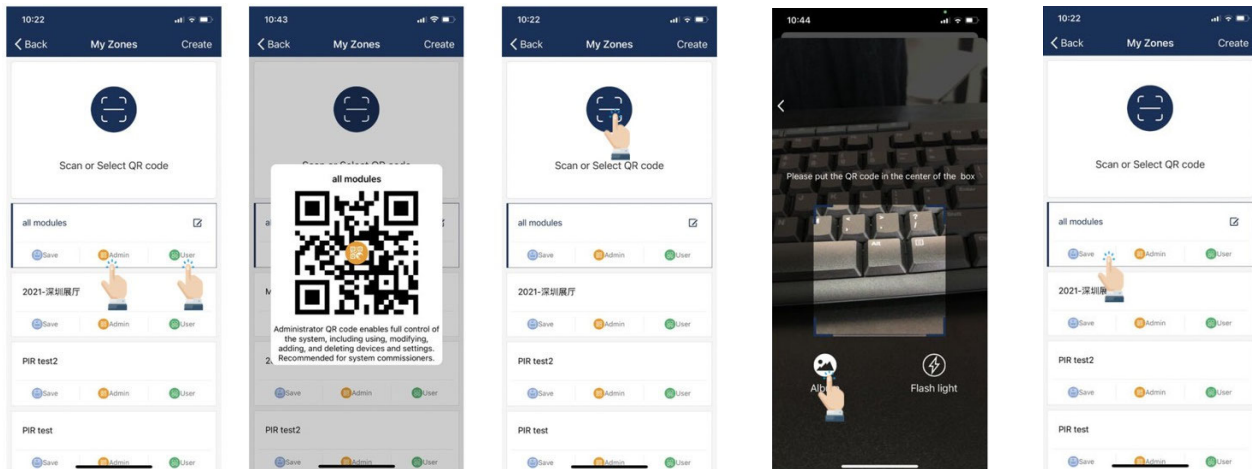 10:22
Back My Zones Create
Scan or Select QR code
all modules
Save Admin User
2021-深圳展厅
Save Admin User
PIR test2
Save Admin User
PIR test
Save Admin User
10:43
Back My Zones Create
all modules
Administrator QR code enables full control of
the system, including using, modifying,
adding, and deleting devices and settings.
Recommended for system commissioners.
Save Admin User
PIR test2
Save Admin User
10:22
Back My Zones Create
Scan or Select QR code
all modules
Save Admin User
2021-深圳展厅
Save Admin User
PIR test2
Save Admin User
PIR test
Save Admin User
10:44
Please put the QR code in the center of the box
Flash light
10:22
Back My Zones Create
Scan or Select QR code
all modules
Save Admin User
2021-深圳
Save Admin User
PIR test2
Save Admin User
PIR test
Save Admin User